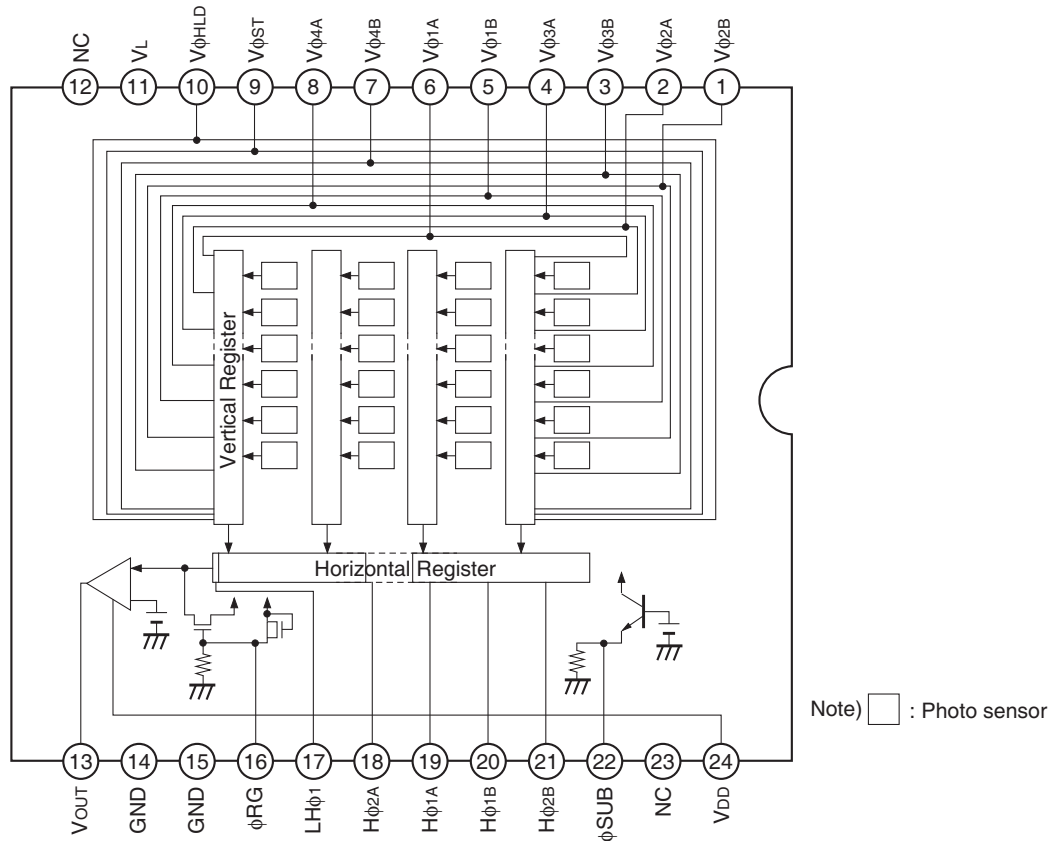 NC
VL
VϕHLD
VϕST
Vϕ4A
Vϕ4B
Vϕ1A
Vϕ1B
Vϕ3A
Vϕ3B
Vϕ2A
Vϕ2B
12
11
10
9
8
7
6
5
4
3
2
1
Vertical Register
Horizontal Register
Note) : Photo sensor
13
14
15
16
17
18
19
20
21
22
23
24
VOUT
GND
GND
ϕRG
LHϕ1
Hϕ2A
Hϕ1A
Hϕ1B
Hϕ2B
ϕSUB
NC
VDD